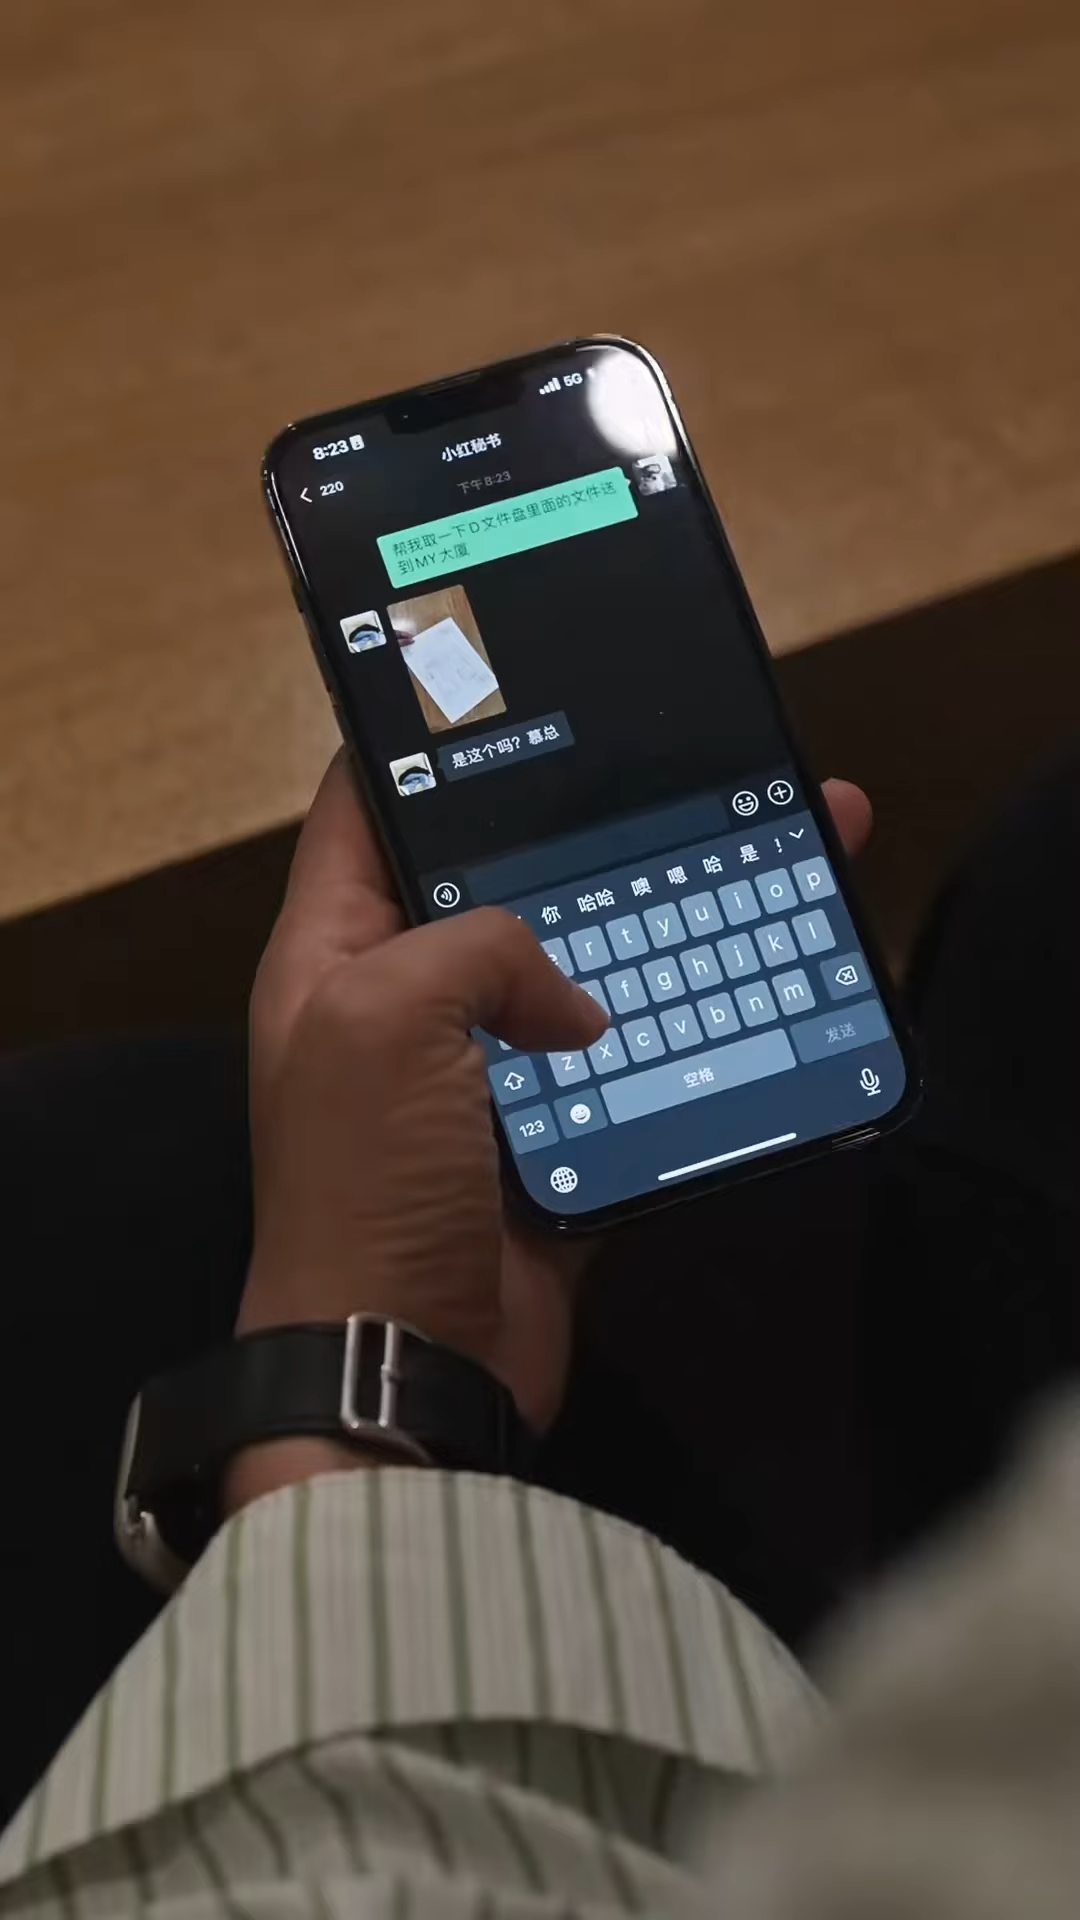 8:23
5G
220
小红秘书
下午 8:23
帮我取一下D文件盘里面的文件送
到MY大厦
是这个吗？慕总
你 哈哈 噢 嗯 哈 是
e r t y u i o p
f g h j k l
z x c v b n m
123
空格
发送